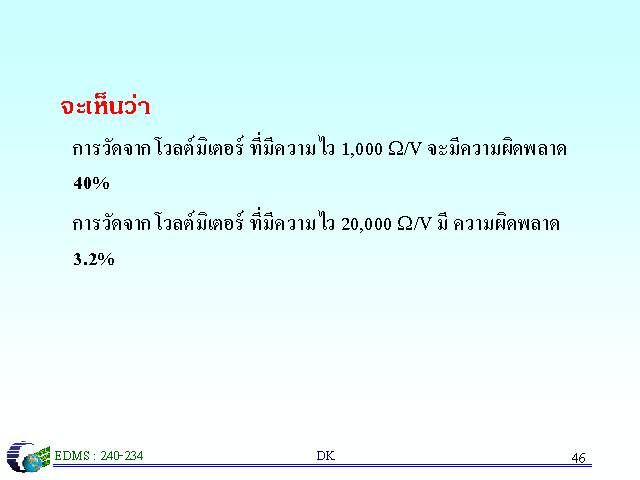 จะเห็นว่า
การวัดจาก โวลต์มิเตอร์ ที่มีความไว 1,000 Ω/V จะมีความผิดพลาด
40%
การวัดจาก โวลต์มิเตอร์ ที่มีความไว 20,000 Ω/V มี ความผิดพลาด
3.2%
EDMS : 240-234 DK 46